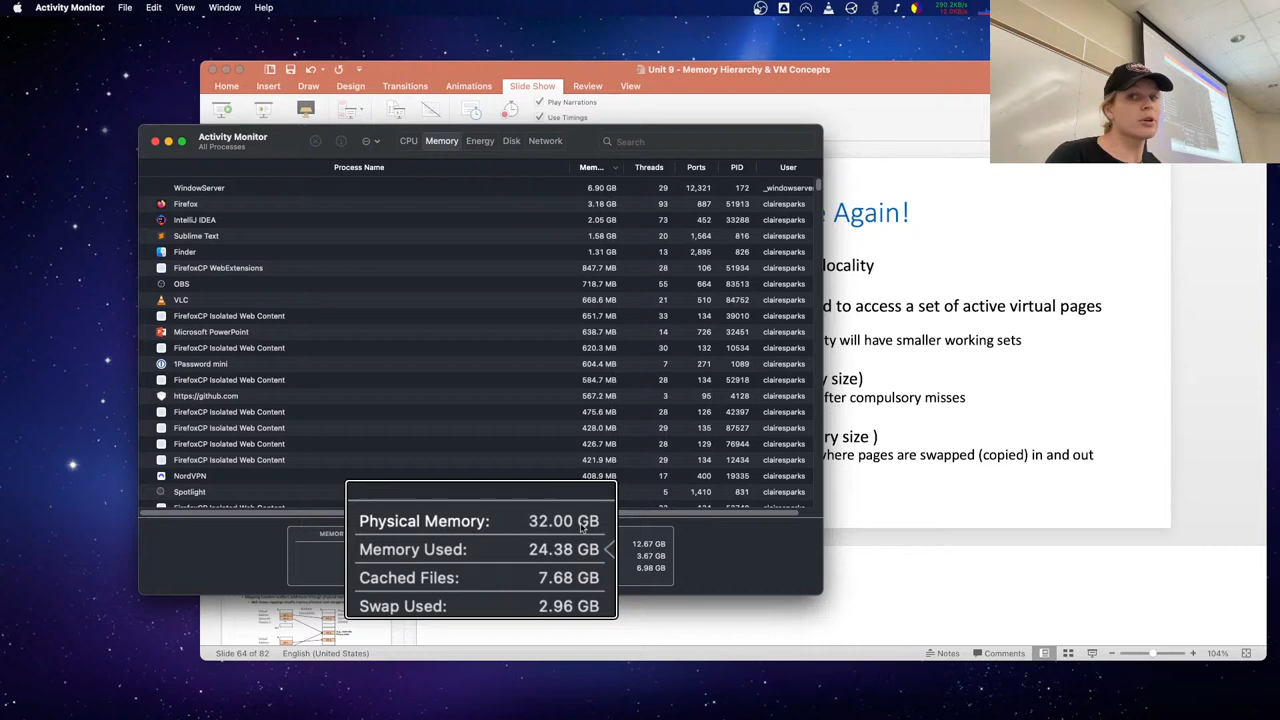 Activity Monitor File Edit View Window Help
290.2KB
12.0KB
Unit 9 - Memory Hierarchy & VM Concepts
Home Insert Draw Design Transitions Animations Slide Show Review View
Play Narrations
Use Timings
Activity Monitor
All Processes
CPU Memory Energy Disk Network
Search
Process Name Mem... Threads Ports PID User
WindowServer 6.90 GB 29 12,321 172 _windowserve
Firefox 3.18 GB 93 887 51913 clairesparks
IntelliJ IDEA 2.05 GB 73 452 33288 clairesparks
Sublime Text 1.58 GB 20 1,564 816 clairesparks
Finder 1.31 GB 13 2,895 826 clairesparks
FirefoxCP WebExtensions 847.7 MB 28 106 51934 clairesparks
OBS 718.7 MB 55 664 83513 clairesparks
VLC 668.6 MB 21 510 84752 clairesparks
FirefoxCP Isolated Web Content 651.7 MB 33 134 39010 clairesparks
Microsoft PowerPoint 638.7 MB 14 726 32451 clairesparks
FirefoxCP Isolated Web Content 620.3 MB 30 132 10534 clairesparks
1Password mini 604.4 MB 7 271 1089 clairesparks
FirefoxCP Isolated Web Content 584.7 MB 28 134 52918 clairesparks
https://github.com 567.2 MB 3 95 4128 clairesparks
FirefoxCP Isolated Web Content 475.6 MB 28 126 42397 clairesparks
FirefoxCP Isolated Web Content 428.0 MB 29 135 87527 clairesparks
FirefoxCP Isolated Web Content 426.7 MB 28 129 76944 clairesparks
FirefoxCP Isolated Web Content 421.9 MB 29 134 12434 clairesparks
NordVPN 408.9 MB 17 400 19335 clairesparks
Spotlight 5 1,410 831 clairesparks
Physical Memory: 32.00 GB
Memory Used: 24.38 GB
Cached Files: 7.68 GB
Swap Used: 2.96 GB
12.67 GB
3.67 GB
6.98 GB
Again!
locality
d to access a set of active virtual pages
ty will have smaller working sets
y size)
fter compulsory misses
ry size )
where pages are swapped (copied) in and out
Slide 64 of 82 English (United States) Notes Comments 104%